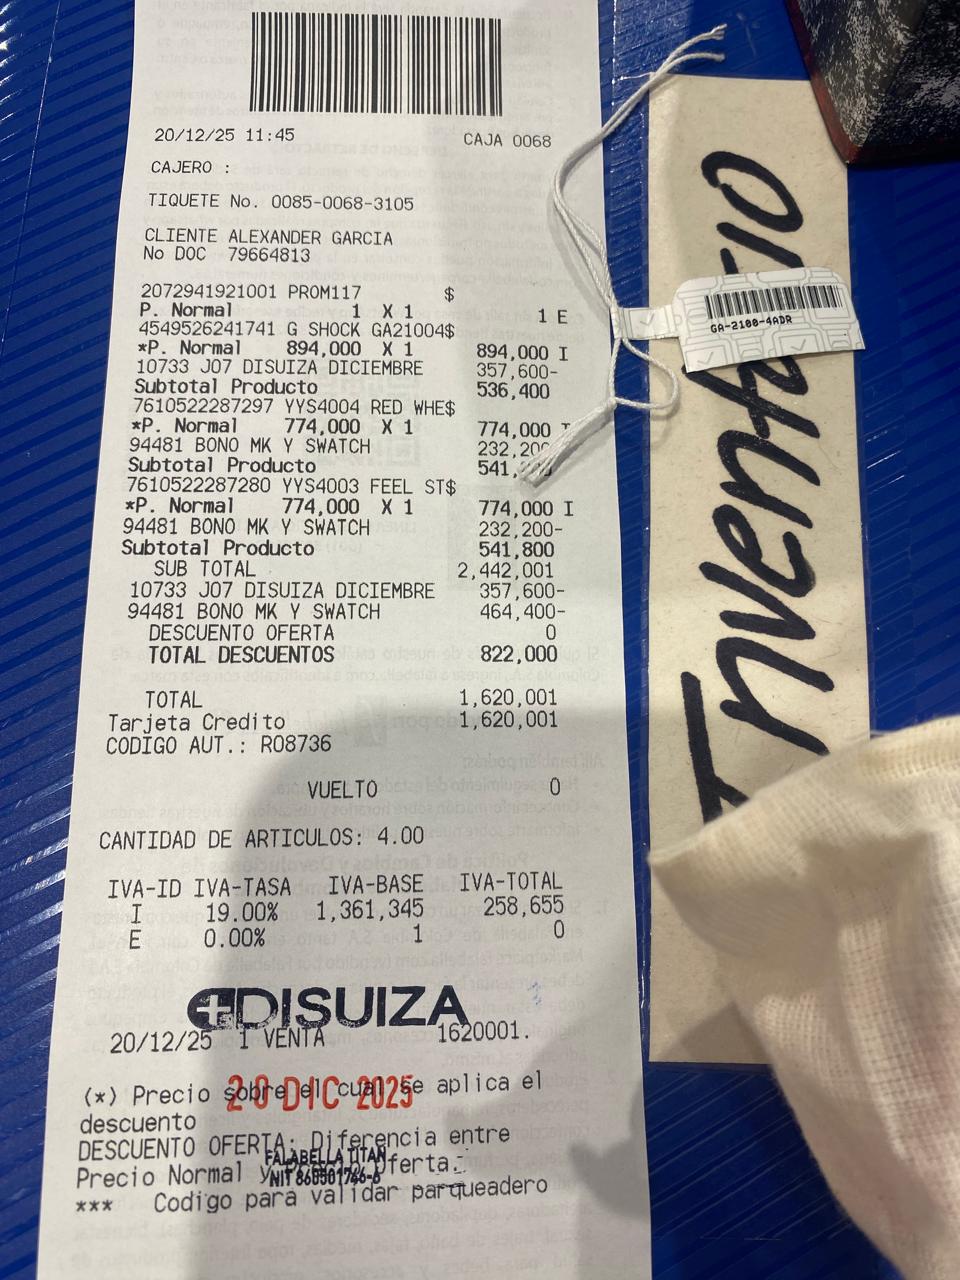 20/12/25 11:45 CAJA 0068
CAJERO :
TIQUETE No. 0085-0068-3105
CLIENTE ALEXANDER GARCIA
No DOC 79664813
2072941921001 PROM117 $
P. Normal 1 X 1 1 E
4549526241741 G SHOCK GA21004$
*P. Normal 894,000 X 1 894,000 I
10733 J07 DISUIZA DICIEMBRE 357,600-
Subtotal Producto 536,400
7610522287297 YYS4004 RED WHE$
*P. Normal 774,000 X 1 774,000
94481 BONO MK Y SWATCH 232,200
Subtotal Producto 541,
7610522287280 YYS4003 FEEL ST$
*P. Normal 774,000 X 1 774,000 I
94481 BONO MK Y SWATCH 232,200-
Subtotal Producto 541,800
SUB TOTAL 2,442,001
10733 J07 DISUIZA DICIEMBRE 357,600-
94481 BONO MK Y SWATCH 464,400-
DESCUENTO OFERTA 0
TOTAL DESCUENTOS 822,000
TOTAL 1,620,001
Tarjeta Credito 1,620,001
CODIGO AUT.: RO8736
VUELTO 0
CANTIDAD DE ARTICULOS: 4.00
IVA-ID IVA-TASA IVA-BASE IVA-TOTAL
I 19.00% 1,361,345 258,655
E 0.00% 1 0
DISUIZA
20/12/25 1 VENTA 1620001.
(*) Precio sobre el cual se aplica el
20 DIC 2025
descuento
DESCUENTO OFERTA: Diferencia entre
FALABELLA TITAN
Precio Normal y Oferta.
NIT
*** Codigo para validar parqueadero
GA-2100-4ADR
Inventario